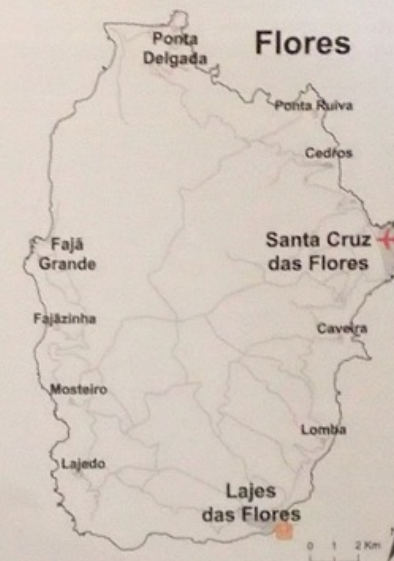 Flores
Ponta
Delgada
Ponta Ruiva
Cedros
Santa Cruz
das Flores
Fajã
Grande
Fajãzinha
Caveira
Mosteiro
Lomba
Lajedo
Lajes
das Flores
0 1 2 Km